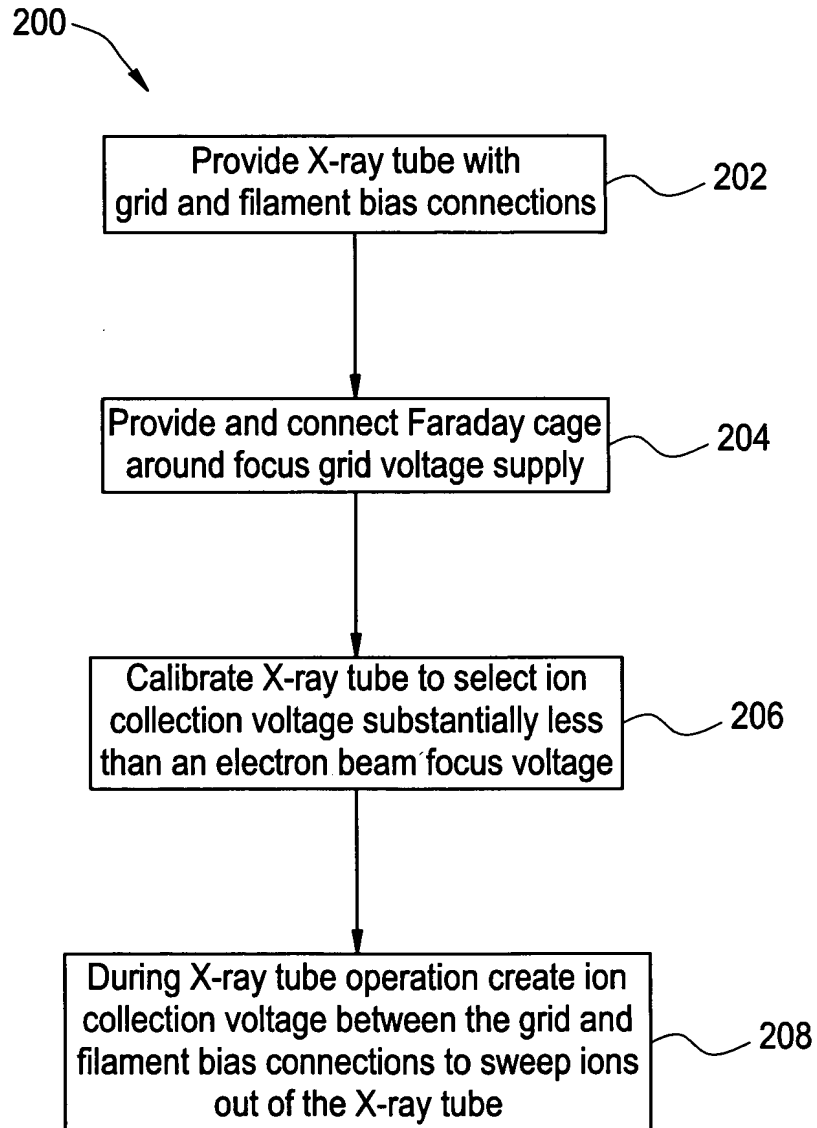 200
Provide X-ray tube with
grid and filament bias connections
202
Provide and connect Faraday cage
around focus grid voltage supply
204
Calibrate X-ray tube to select ion
collection voltage substantially less
than an electron beam focus voltage
206
During X-ray tube operation create ion
collection voltage between the grid and
filament bias connections to sweep ions
out of the X-ray tube
208